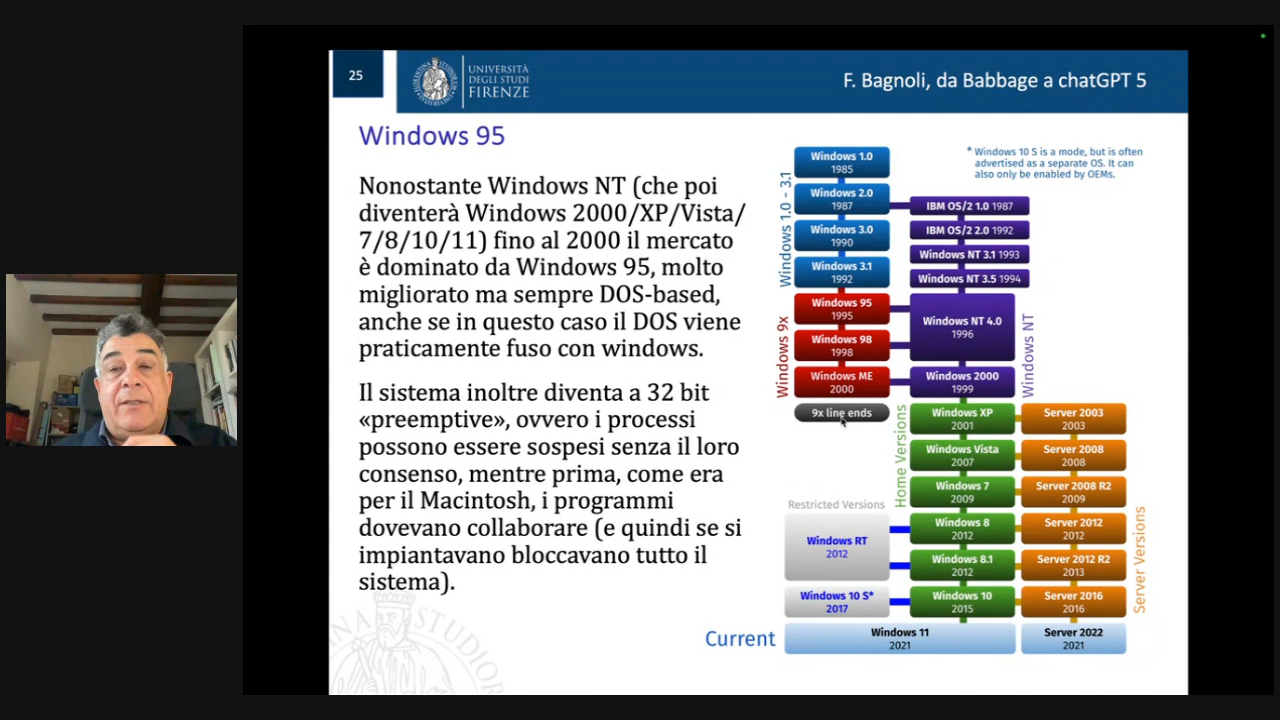 25
UNIVERSITÀ
DEGLI STUDI
FIRENZE
F. Bagnoli, da Babbage a chatGPT 5
Windows 95
Nonostante Windows NT (che poi
diventerà Windows 2000/XP/Vista/
7/8/10/11) fino al 2000 il mercato
è dominato da Windows 95, molto
migliorato ma sempre DOS-based,
anche se in questo caso il DOS viene
praticamente fuso con windows.
Il sistema inoltre diventa a 32 bit
«preemptive», ovvero i processi
possono essere sospesi senza il loro
consenso, mentre prima, come era
per il Macintosh, i programmi
dovevano collaborare (e quindi se si
impiantavano bloccavano tutto il
sistema).
* Windows 10 S is a mode, but is often
advertised as a separate OS. It can
also only be enabled by OEMs.
Windows 1.0 - 3.1
Windows 1.0
1985
Windows 2.0
1987
Windows 3.0
1990
Windows 3.1
1992
Windows 9x
Windows 95
1995
Windows 98
1998
Windows ME
2000
9x line ends
IBM OS/2 1.0 1987
IBM OS/2 2.0 1992
Windows NT 3.1 1993
Windows NT 3.5 1994
Windows NT 4.0
1996
Windows 2000
1999
Windows NT
Home Versions
Windows XP
2001
Windows Vista
2007
Windows 7
2009
Windows 8
2012
Windows 8.1
2012
Windows 10
2015
Server 2003
2003
Server 2008
2008
Server 2008 R2
2009
Server 2012
2012
Server 2012 R2
2013
Server 2016
2016
Server Versions
Restricted Versions
Windows RT
2012
Windows 10 S*
2017
Current
Windows 11
2021
Server 2022
2021